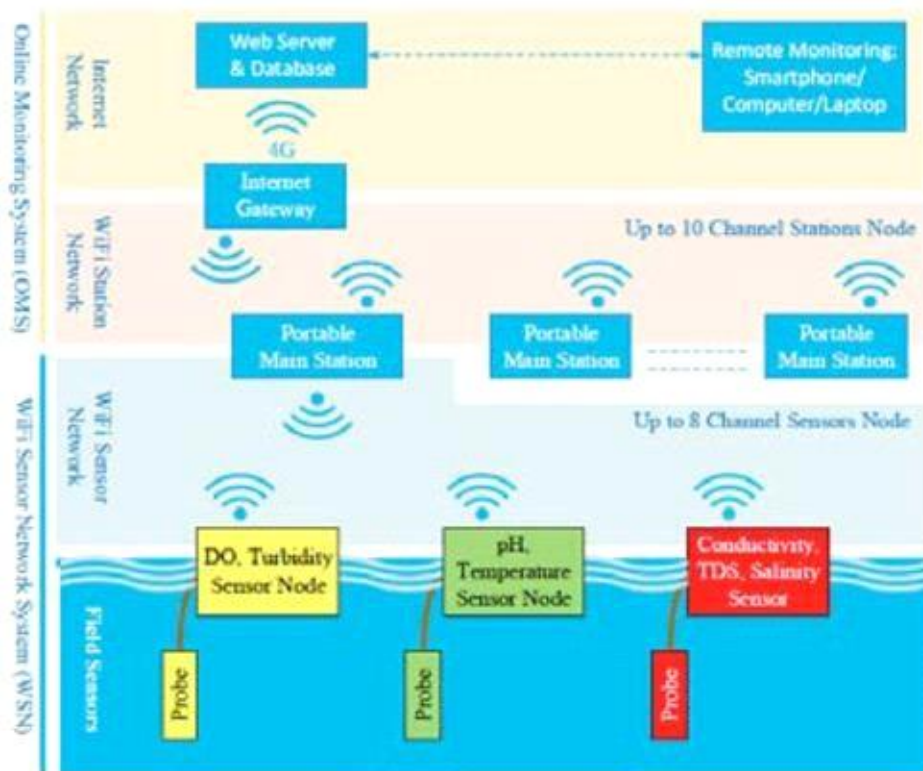 Online Monitoring System (OMS)
Internet
Network
Web Server
& Database
Remote Monitoring:
Smartphone/
Computer/Laptop
4G
Internet
Gateway
WiFi Station
Network
Up to 10 Channel Stations Node
Portable
Main Station
Portable
Main Station
Portable
Main Station
WiFi Sensor Network System (WSN)
WiFi Sensor
Network
Up to 8 Channel Sensors Node
DO, Turbidity
Sensor Node
pH,
Temperature
Sensor Node
Conductivity,
TDS, Salinity
Sensor
Field Sensors
Probe
Probe
Probe